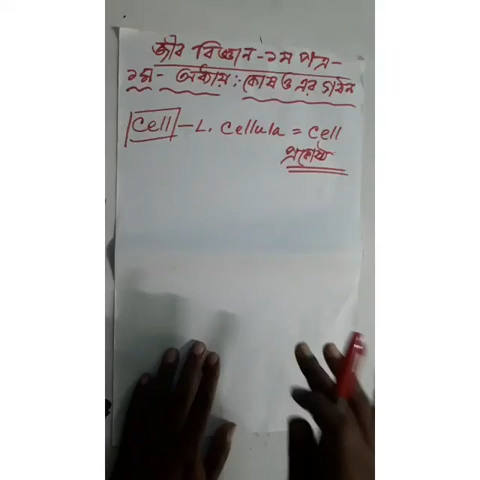 জীব বিজ্ঞান-১ম পত্র-
১ম- অধ্যায়: কোষ ও এর গঠন
Cell - L. Cellula = Cell
প্রকোষ্ঠ